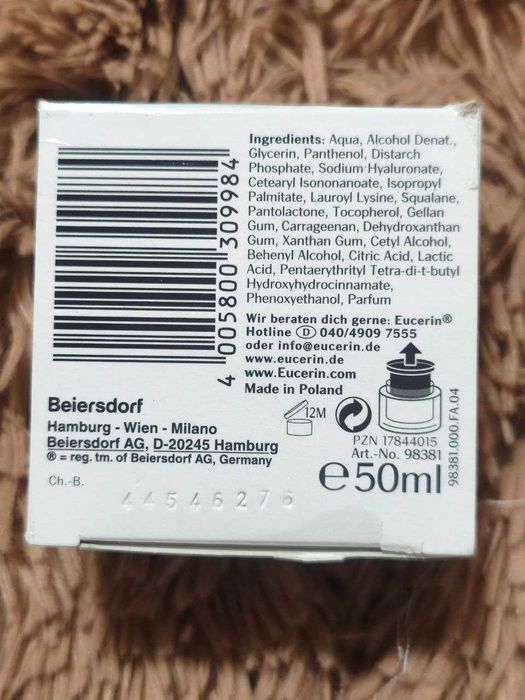 Ingredients: Aqua, Alcohol Denat.,
Glycerin, Panthenol, Distarch
Phosphate, Sodium Hyaluronate,
Cetearyl Isononanoate, Isopropyl
Palmitate, Lauroyl Lysine, Squalane,
Pantolactone, Tocopherol, Gellan
Gum, Carrageenan, Dehydroxanthan
Gum, Xanthan Gum, Cetyl Alcohol,
Behenyl Alcohol, Citric Acid, Lactic
Acid, Pentaerythrityl Tetra-di-t-butyl
Hydroxyhydrocinnamate,
Phenoxyethanol, Parfum
Wir beraten dich gerne: Eucerin®
Hotline D 040/4909 7555
oder info@eucerin.de
www.eucerin.de
www.Eucerin.com
Made in Poland
4 005800 309984
Beiersdorf
Hamburg - Wien - Milano
Beiersdorf AG, D-20245 Hamburg
® = reg. tm. of Beiersdorf AG, Germany
Ch.-B.
44546276
12M
PZN 17844015
Art.-No. 98381
e 50ml
98381.000.FA.04